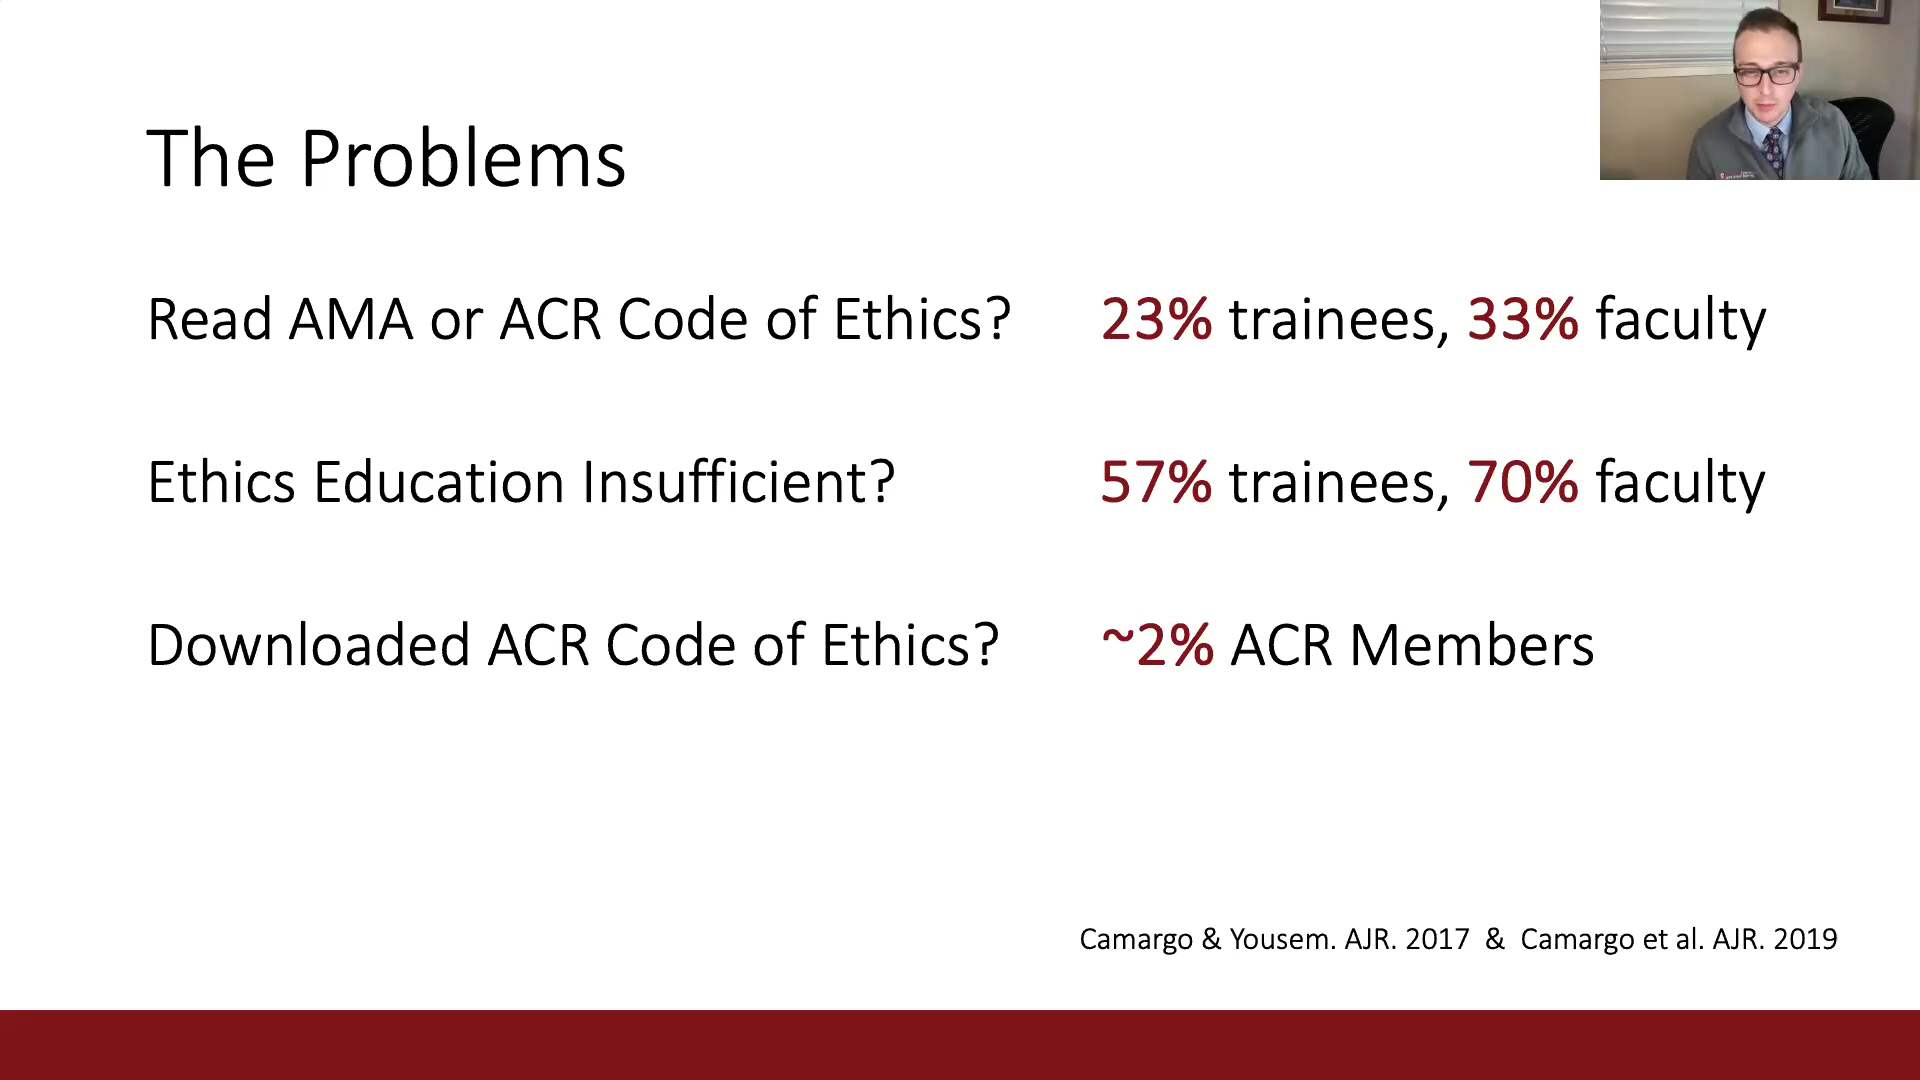 The Problems
Read AMA or ACR Code of Ethics? 23% trainees, 33% faculty
Ethics Education Insufficient? 57% trainees, 70% faculty
Downloaded ACR Code of Ethics? ~2% ACR Members
Camargo & Yousem. AJR. 2017 & Camargo et al. AJR. 2019